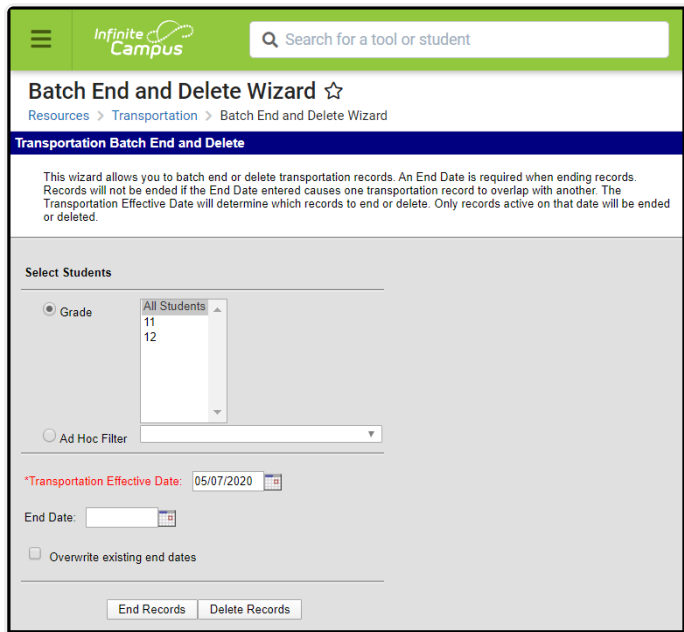 Infinite
Campus
Search for a tool or student
Batch End and Delete Wizard
Resources > Transportation > Batch End and Delete Wizard
Transportation Batch End and Delete
This wizard allows you to batch end or delete transportation records. An End Date is required when ending records.
Records will not be ended if the End Date entered causes one transportation record to overlap with another. The
Transportation Effective Date will determine which records to end or delete. Only records active on that date will be ended
or deleted.
Select Students
Grade
All Students
11
12
Ad Hoc Filter
*Transportation Effective Date: 05/07/2020
End Date:
Overwrite existing end dates
End Records Delete Records